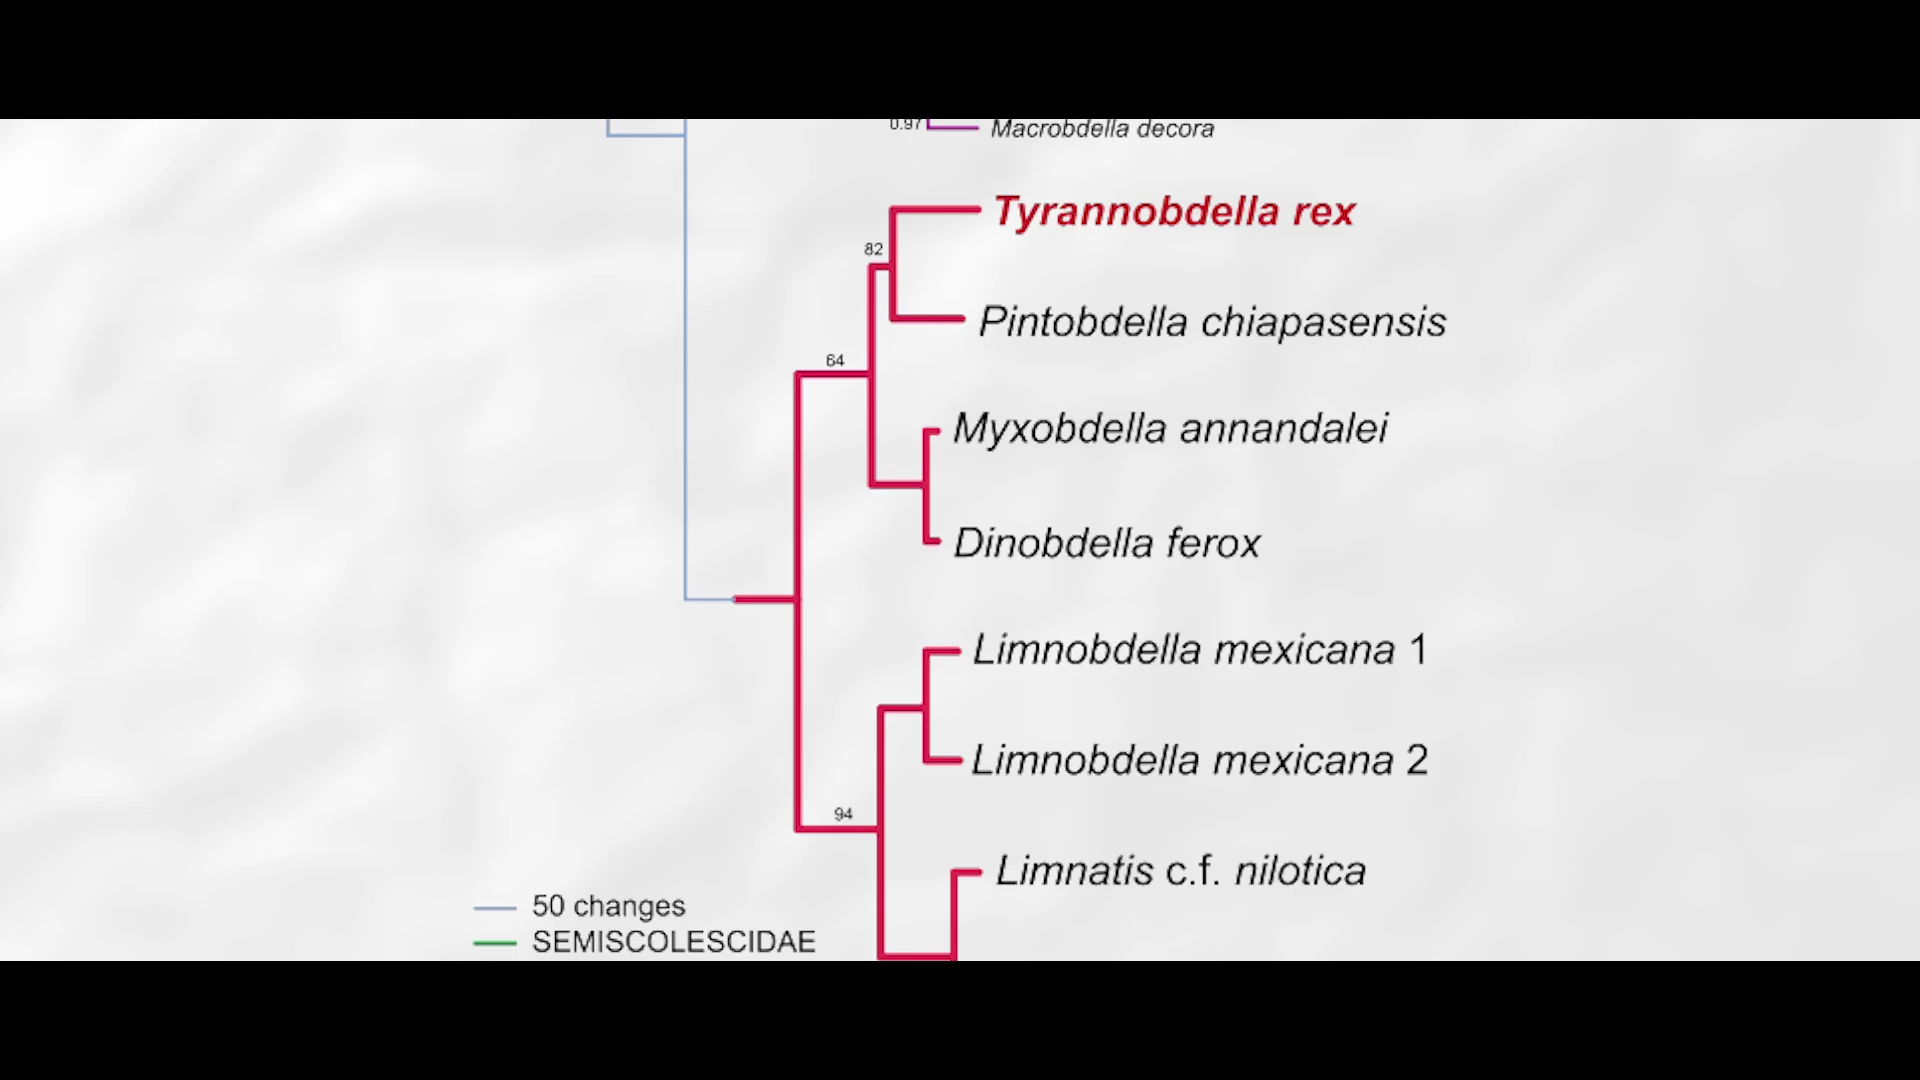 0.97 Macrobdella decora
Tyrannobdella rex
82
Pintobdella chiapasensis
64
Myxobdella annandalei
Dinobdella ferox
Limnobdella mexicana 1
Limnobdella mexicana 2
94
Limnatis c.f. nilotica
50 changes
SEMISCOLESCIDAE